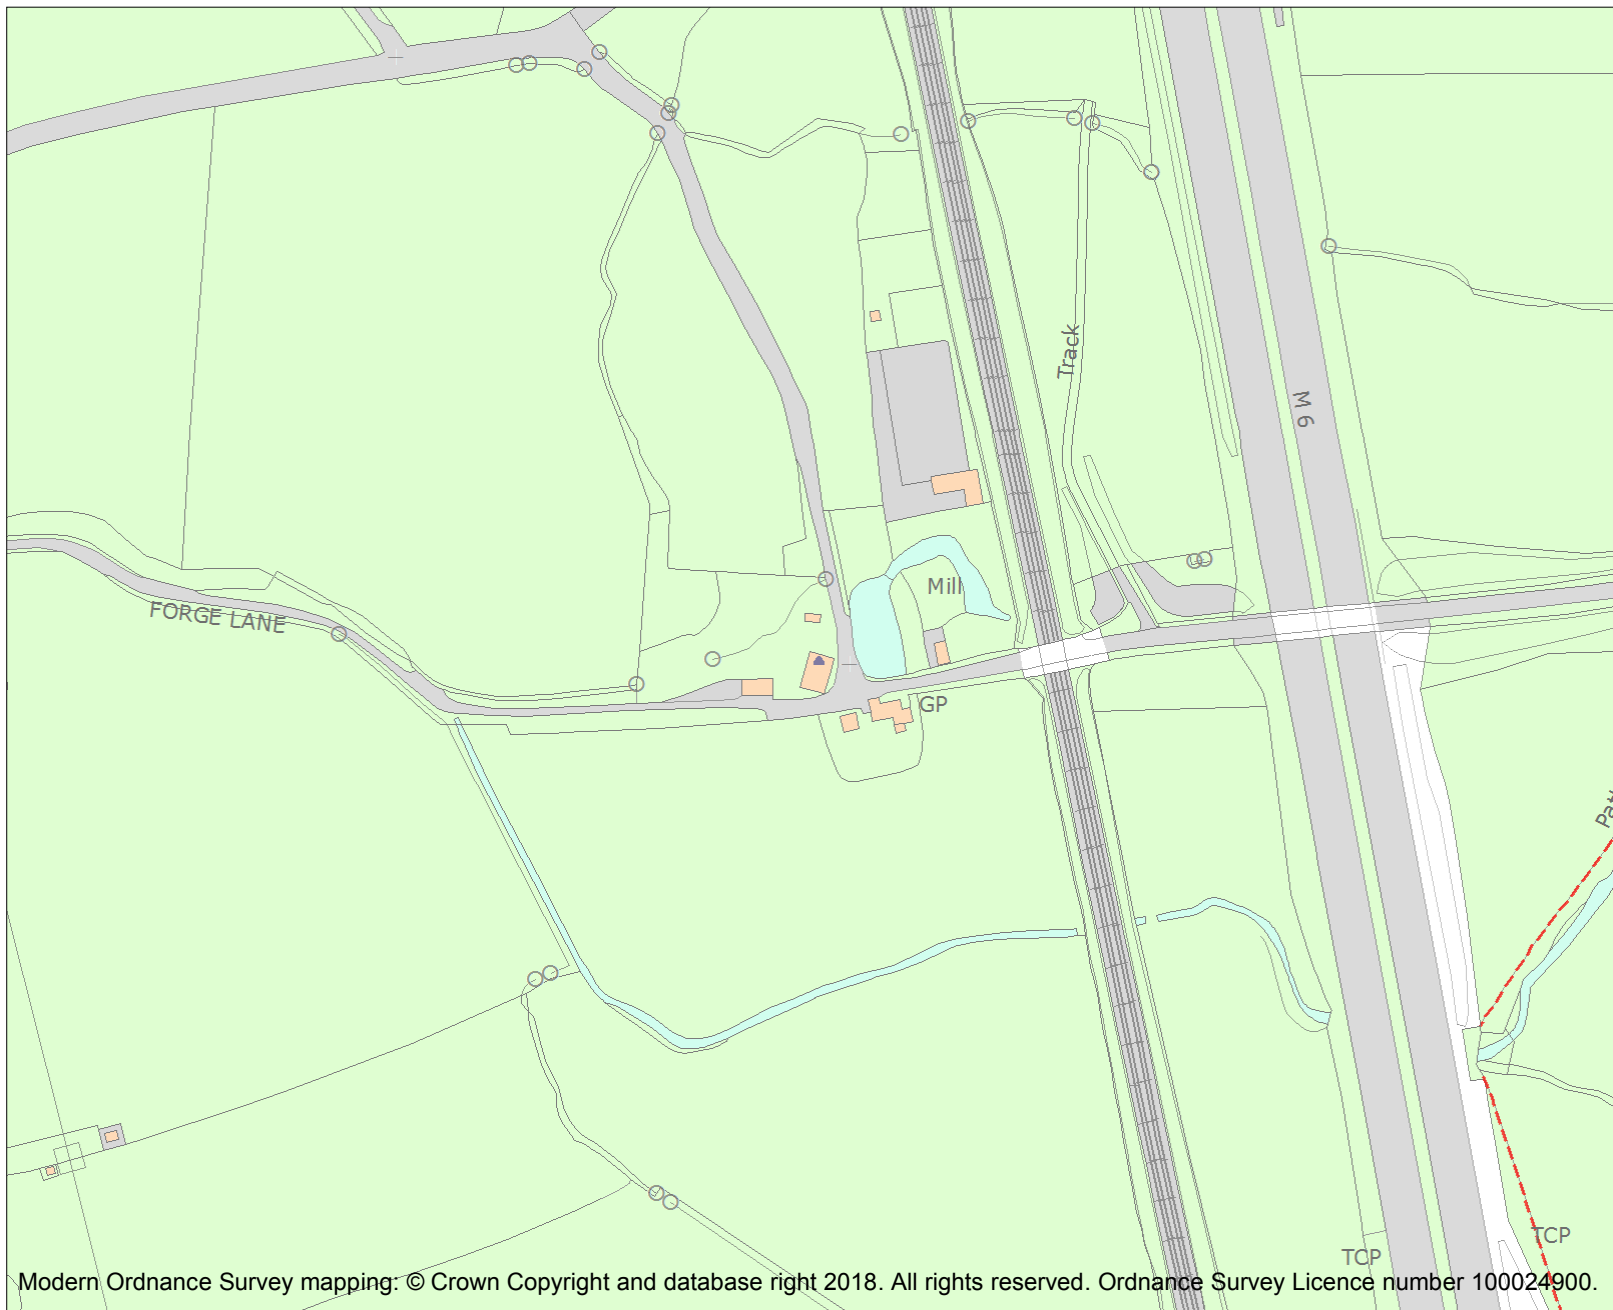 Track
M 6
Mill
FORGE LANE
GP
TCP
TCP
Modern Ordnance Survey mapping: © Crown Copyright and database right 2018. All rights reserved. Ordnance Survey Licence number 100024900.